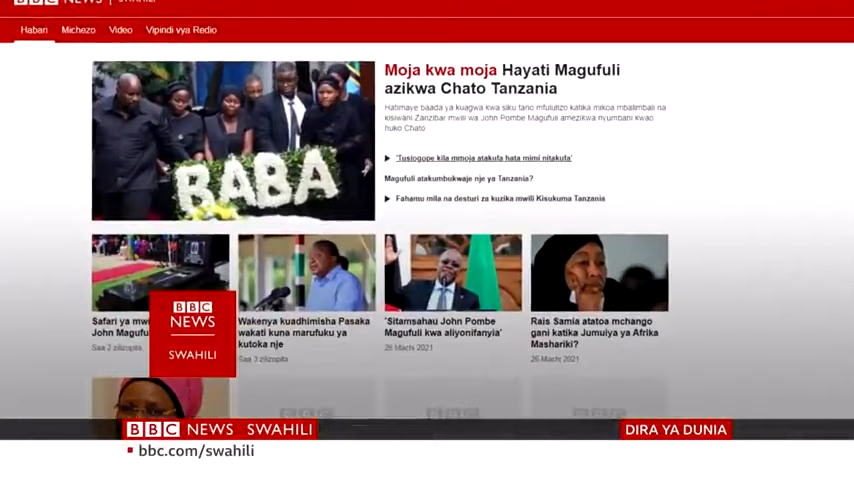 BBC NEWS | SWAHILI
Habari Michezo Video Vipindi vya Redio
Moja kwa moja Hayati Magufuli
azikwa Chato Tanzania
Hatimaye baada ya kuagwa kwa siku tano mfululizo katika mikoa mbalimbali na
kisiwani Zanzibar mwili wa John Pombe Magufuli amezikwa nyumbani kwao
huko Chato
'Tusiogope kila mmoja atakufa hata mimi nitakufa'
Magufuli atakumbukwaje nje ya Tanzania?
Fahamu mila na desturi za kuzika mwili Kisukuma Tanzania
BABA
Safari ya mwi
John Magufu
Saa 2 zilizopita
Wakenya kuadhimisha Pasaka
wakati kuna marufuku ya
kutoka nje
Saa 3 zilizopita
'Sitamsahau John Pombe
Magufuli kwa aliyonifanyia'
26 Machi 2021
Rais Samia atatoa mchango
gani katika Jumuiya ya Afrika
Mashariki?
26 Machi 2021
BBC
NEWS
SWAHILI
BBC
BBC
BBC
BBC NEWS SWAHILI
DIRA YA DUNIA
bbc.com/swahili